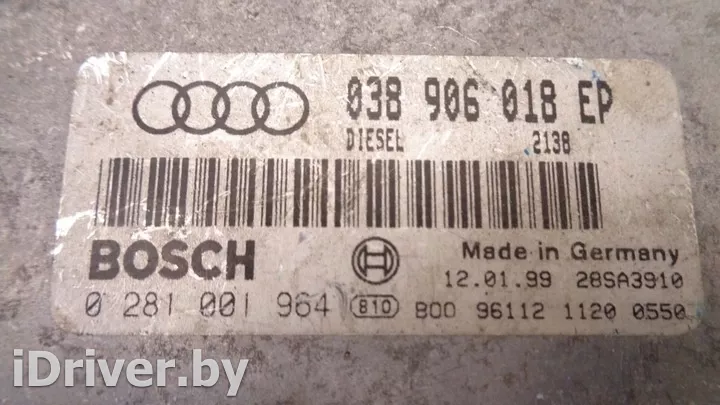 038 906 018 EP
DIESEL 2138
BOSCH
Made in Germany
12.01.99 28SA3910
0 281 001 964 810 B00 96112 1120 0550
iDriver.by